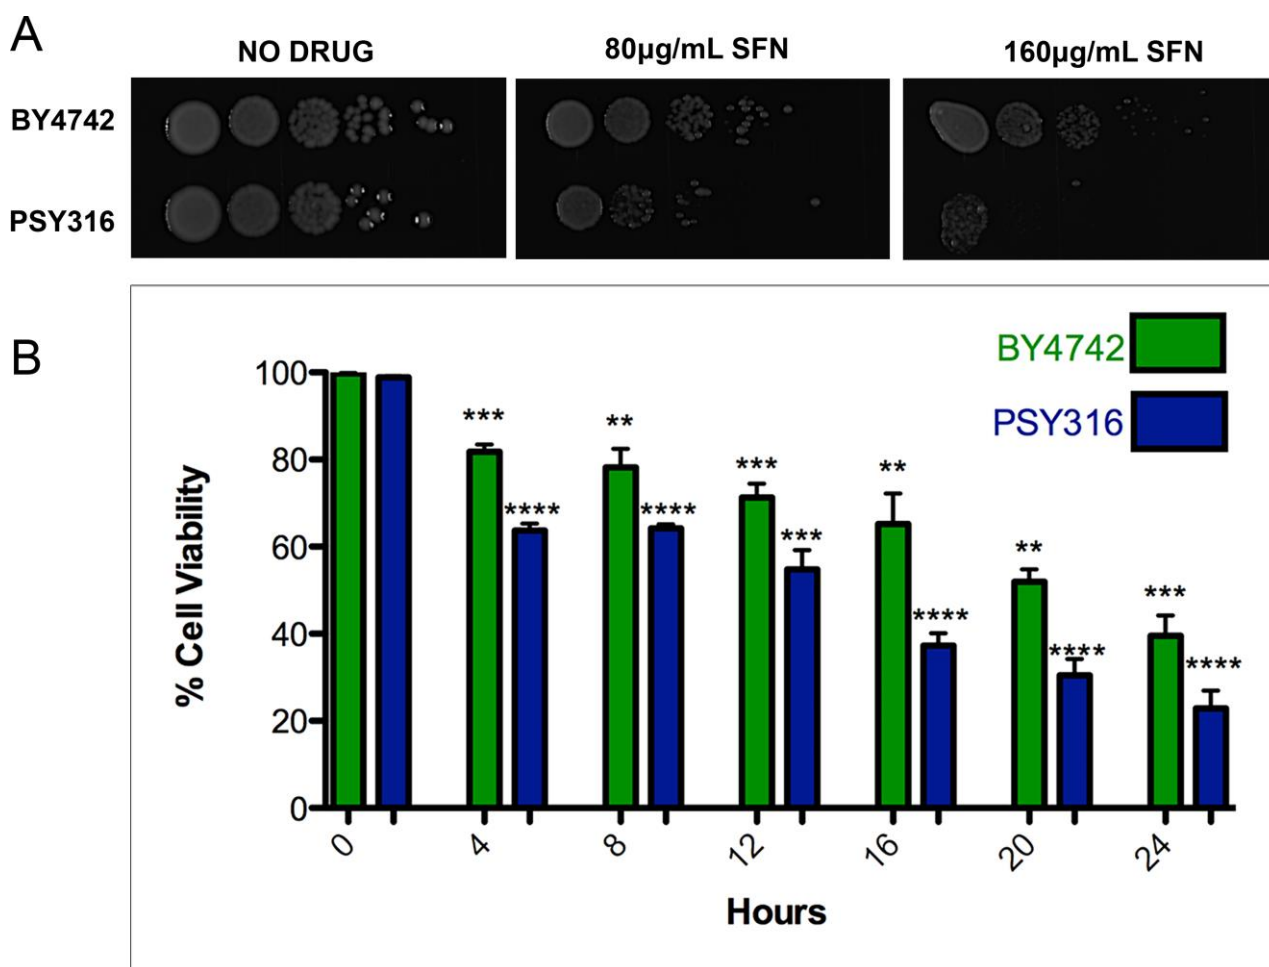 A
NO DRUG
80µg/mL SFN
160µg/mL SFN
BY4742
PSY316
B
BY4742
PSY316
% Cell Viability
100
80
60
40
20
0
***
**
***
**
**
***
****
****
***
****
****
****
0
4
8
12
16
20
24
Hours